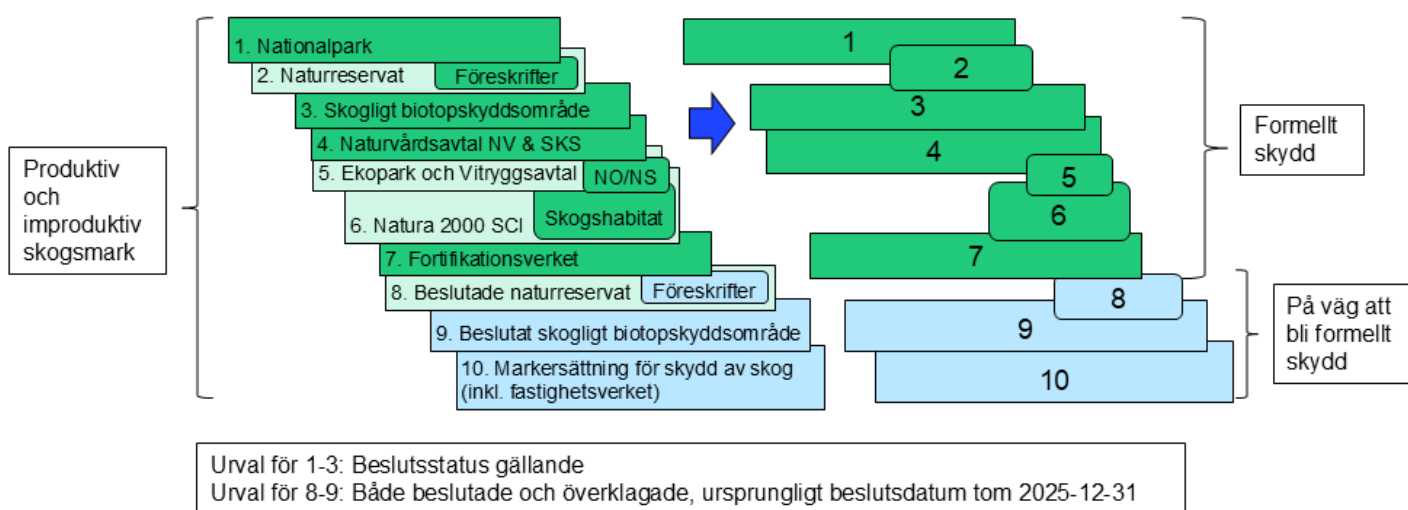 1. Nationalpark
2. Naturreservat
Föreskrifter
3. Skogligt biotopskyddsområde
4. Naturvårdsavtal NV & SKS
5. Ekopark och Vitryggsavtal
NO/NS
6. Natura 2000 SCI
Skogshabitat
7. Fortifikationsverket
8. Beslutade naturreservat
Föreskrifter
9. Beslutat skogligt biotopskyddsområde
10. Markersättning för skydd av skog
(inkl. fastighetsverket)
Produktiv
och
improduktiv
skogsmark
1
2
3
4
5
6
7
8
9
10
Formellt
skydd
På väg att
bli formellt
skydd
Urval för 1-3: Beslutsstatus gällande
Urval för 8-9: Både beslutade och överklagade, ursprungligt beslutsdatum tom 2025-12-31